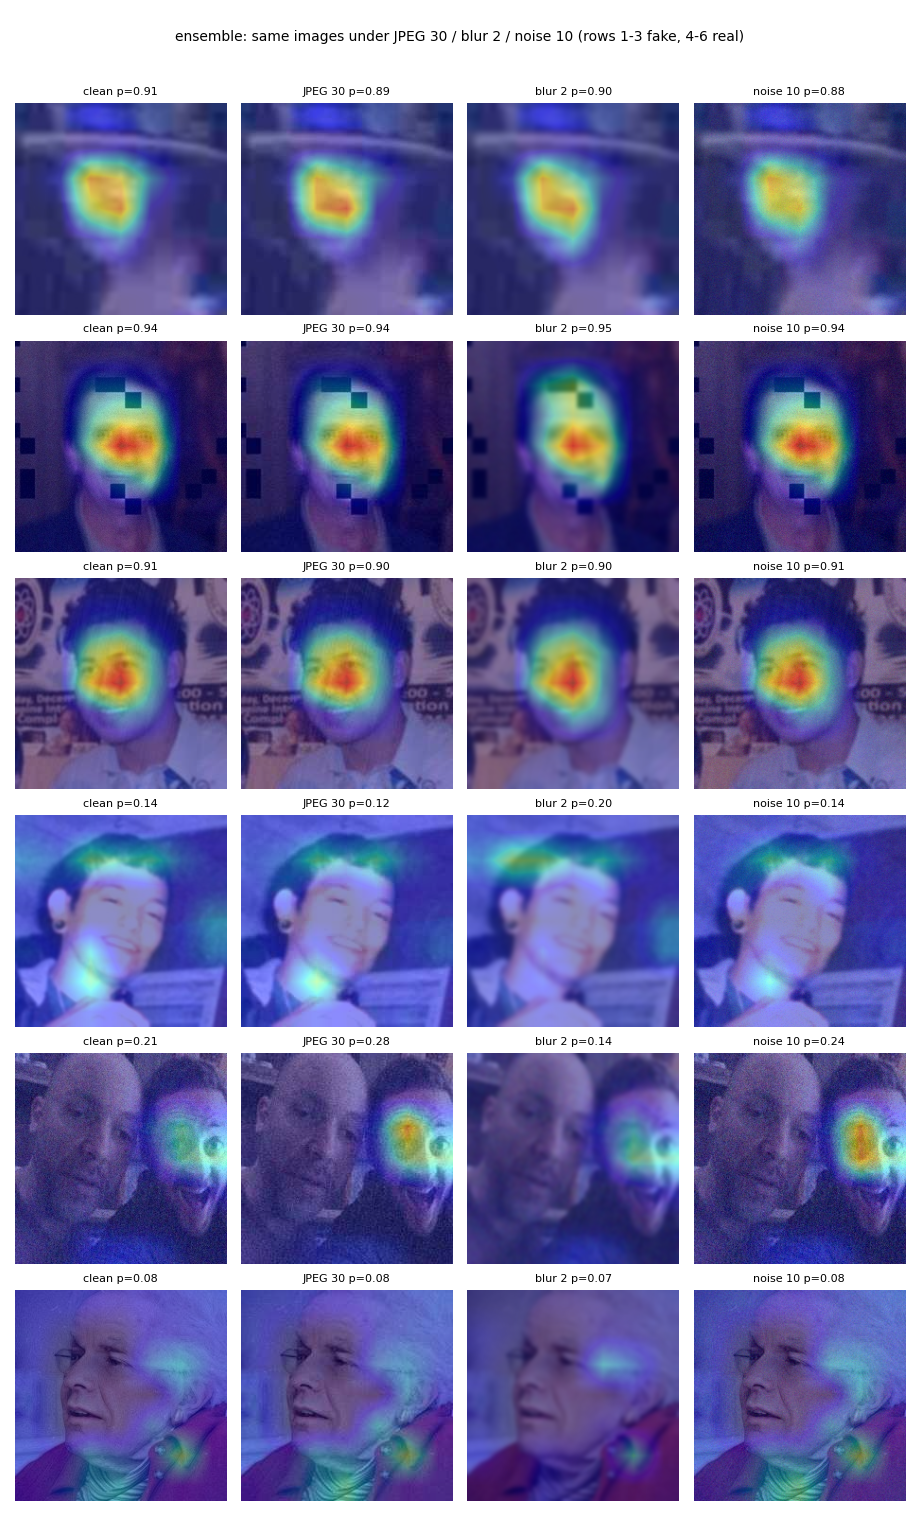 ensemble: same images under JPEG 30 / blur 2 / noise 10 (rows 1-3 fake, 4-6 real)
clean p=0.91 JPEG 30 p=0.89 blur 2 p=0.90 noise 10 p=0.88
clean p=0.94 JPEG 30 p=0.94 blur 2 p=0.95 noise 10 p=0.94
clean p=0.91 JPEG 30 p=0.90 blur 2 p=0.90 noise 10 p=0.91
clean p=0.14 JPEG 30 p=0.12 blur 2 p=0.20 noise 10 p=0.14
clean p=0.21 JPEG 30 p=0.28 blur 2 p=0.14 noise 10 p=0.24
clean p=0.08 JPEG 30 p=0.08 blur 2 p=0.07 noise 10 p=0.08